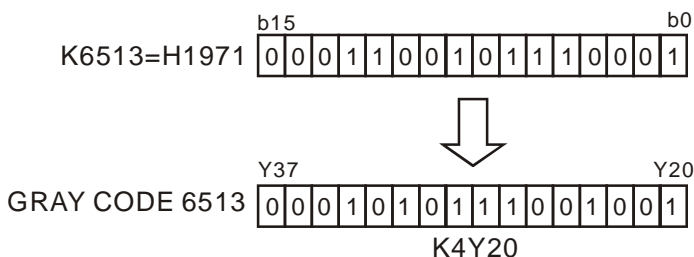 b15 b0
K6513=H1971 0 0 0 1 1 0 0 1 0 1 1 1 0 0 0 1
Y37 Y20
GRAY CODE 6513 0 0 0 1 0 1 0 1 1 1 0 0 1 0 0 1
K4Y20